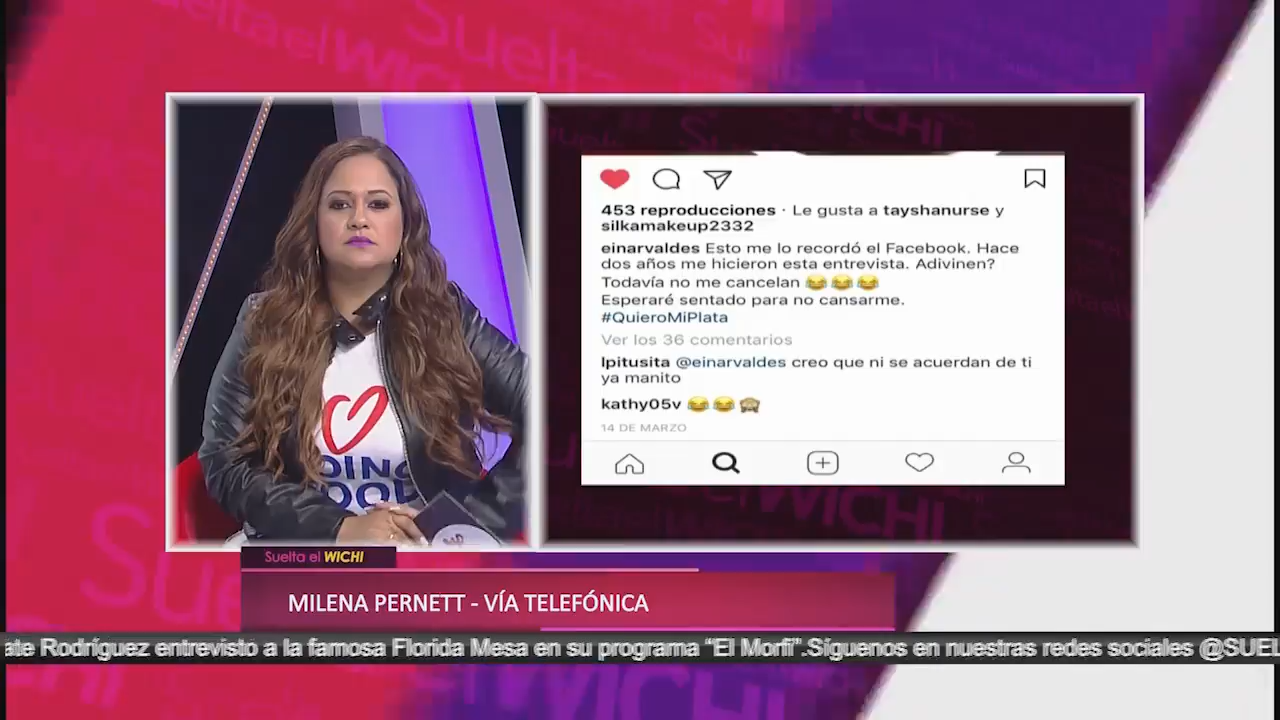 453 reproducciones · Le gusta a tayshanurse y
silkamakeup2332
einarvaldes Esto me lo recordó el Facebook, Hace
dos años me hicieron esta entrevista. Adivinen?
Todavía no me cancelan 😂😂😂
Esperaré sentado para no cansarme.
#QuieroMiPlata
Ver los 36 comentarios
lpitusita @einarvaldes creo que ni se acuerdan de ti
ya manito
kathy05v 😂😂🙈
14 DE MARZO
Suelta el WICHI
MILENA PERNETT - VÍA TELEFÓNICA
Rodríguez entrevistó a la famosa Florida Mesa en su programa “El Morfi”.Síguenos en nuestras redes sociales @SUEL